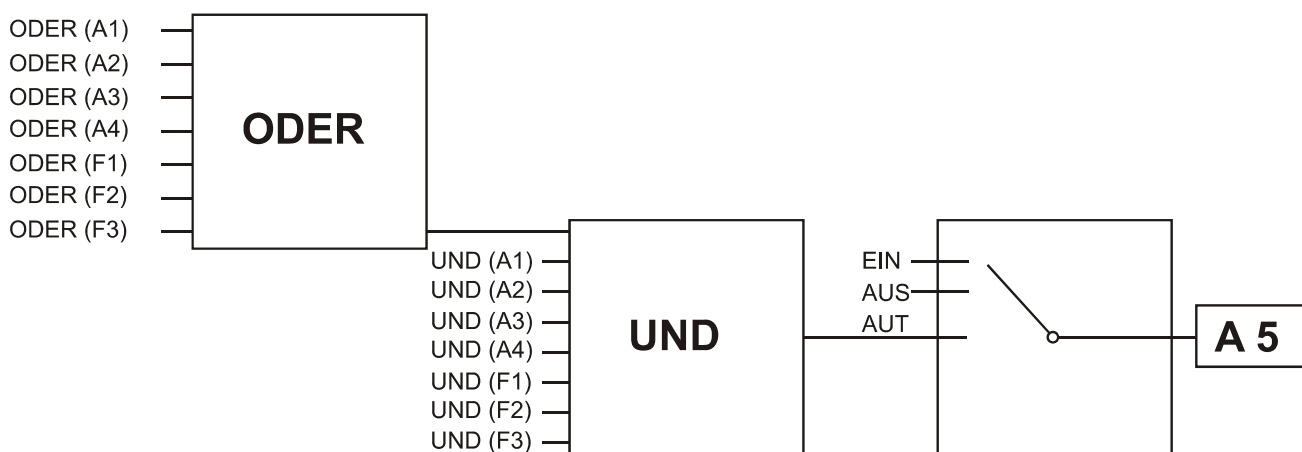 ODER (A1)
ODER (A2)
ODER (A3)
ODER (A4)
ODER (F1)
ODER (F2)
ODER (F3)
ODER
UND (A1)
UND (A2)
UND (A3)
UND (A4)
UND (F1)
UND (F2)
UND (F3)
UND
EIN
AUS
AUT
A 5